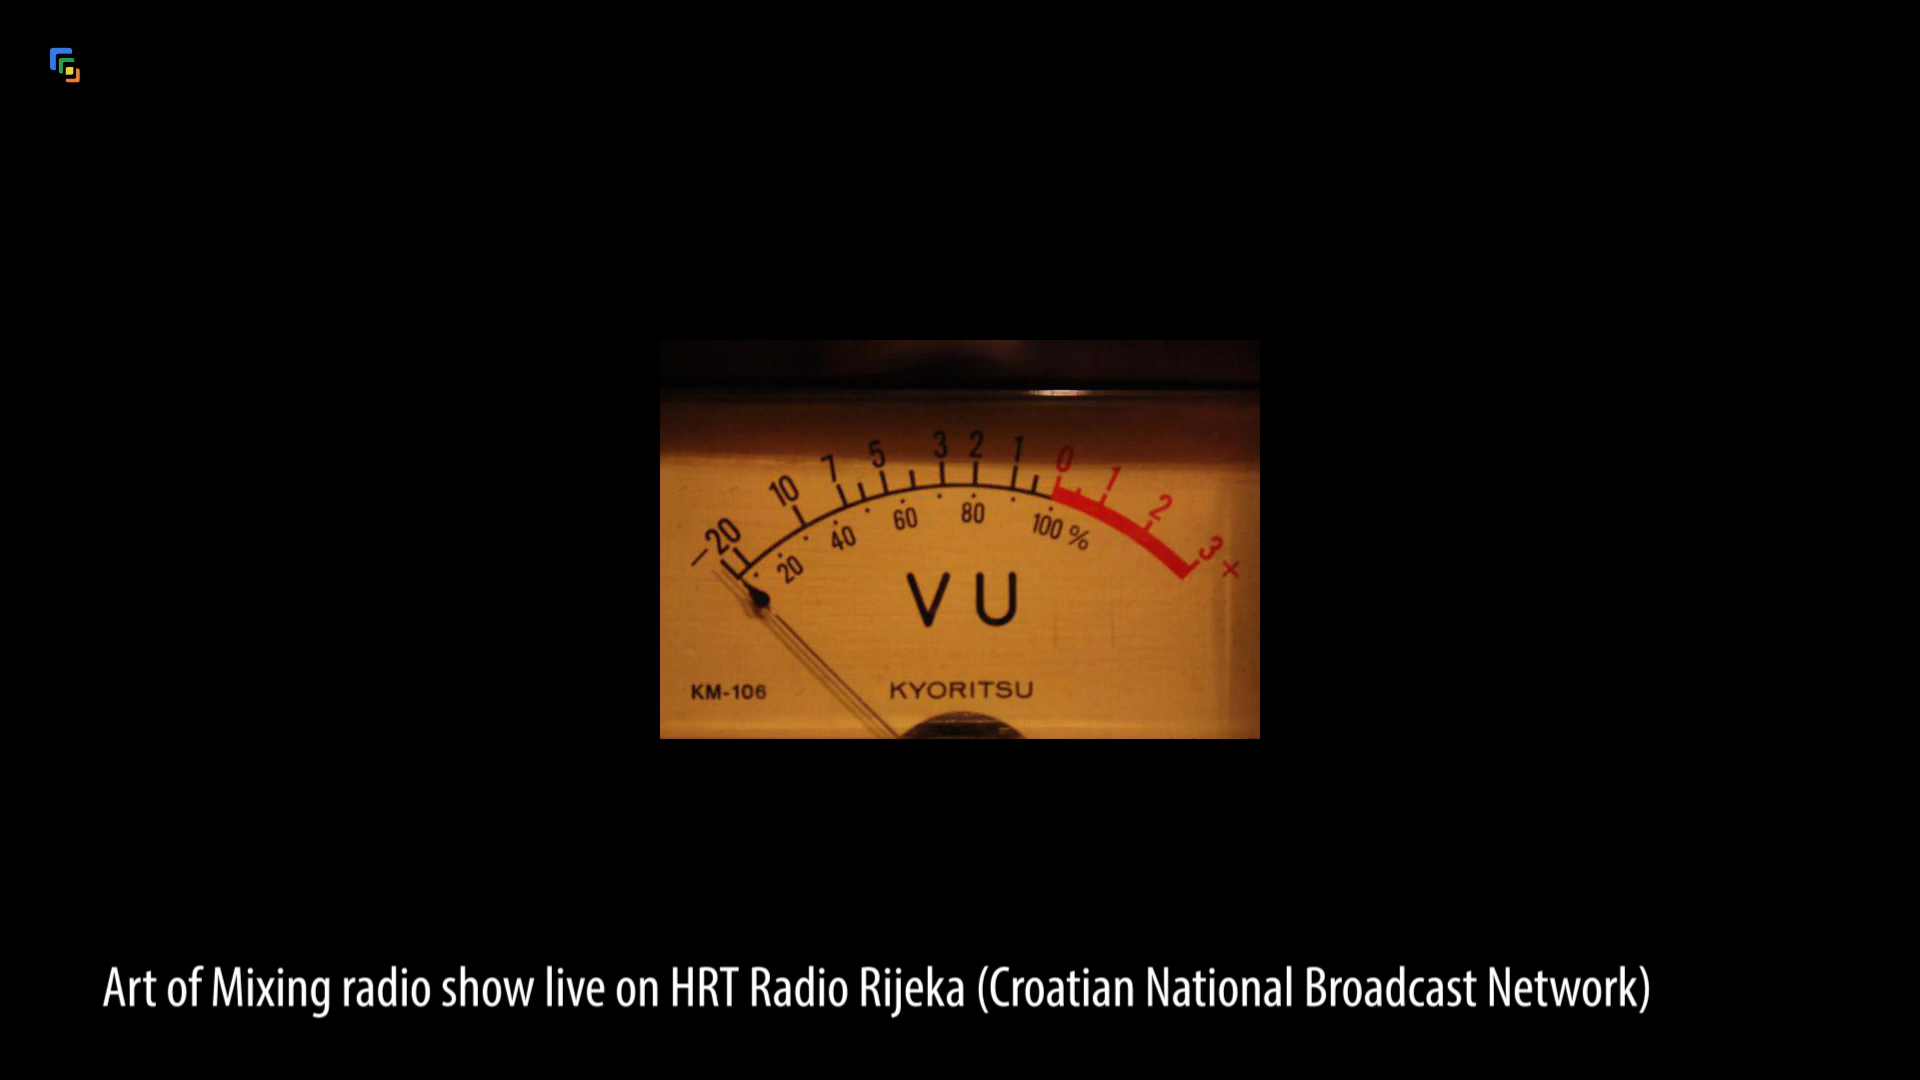 -20 10 7 5 3 2 1 0 1 2 3 ×
20 40 60 80 100 %
VU
KM-106 KYORITSU
Art of Mixing radio show live on HRT Radio Rijeka (Croatian National Broadcast Network)